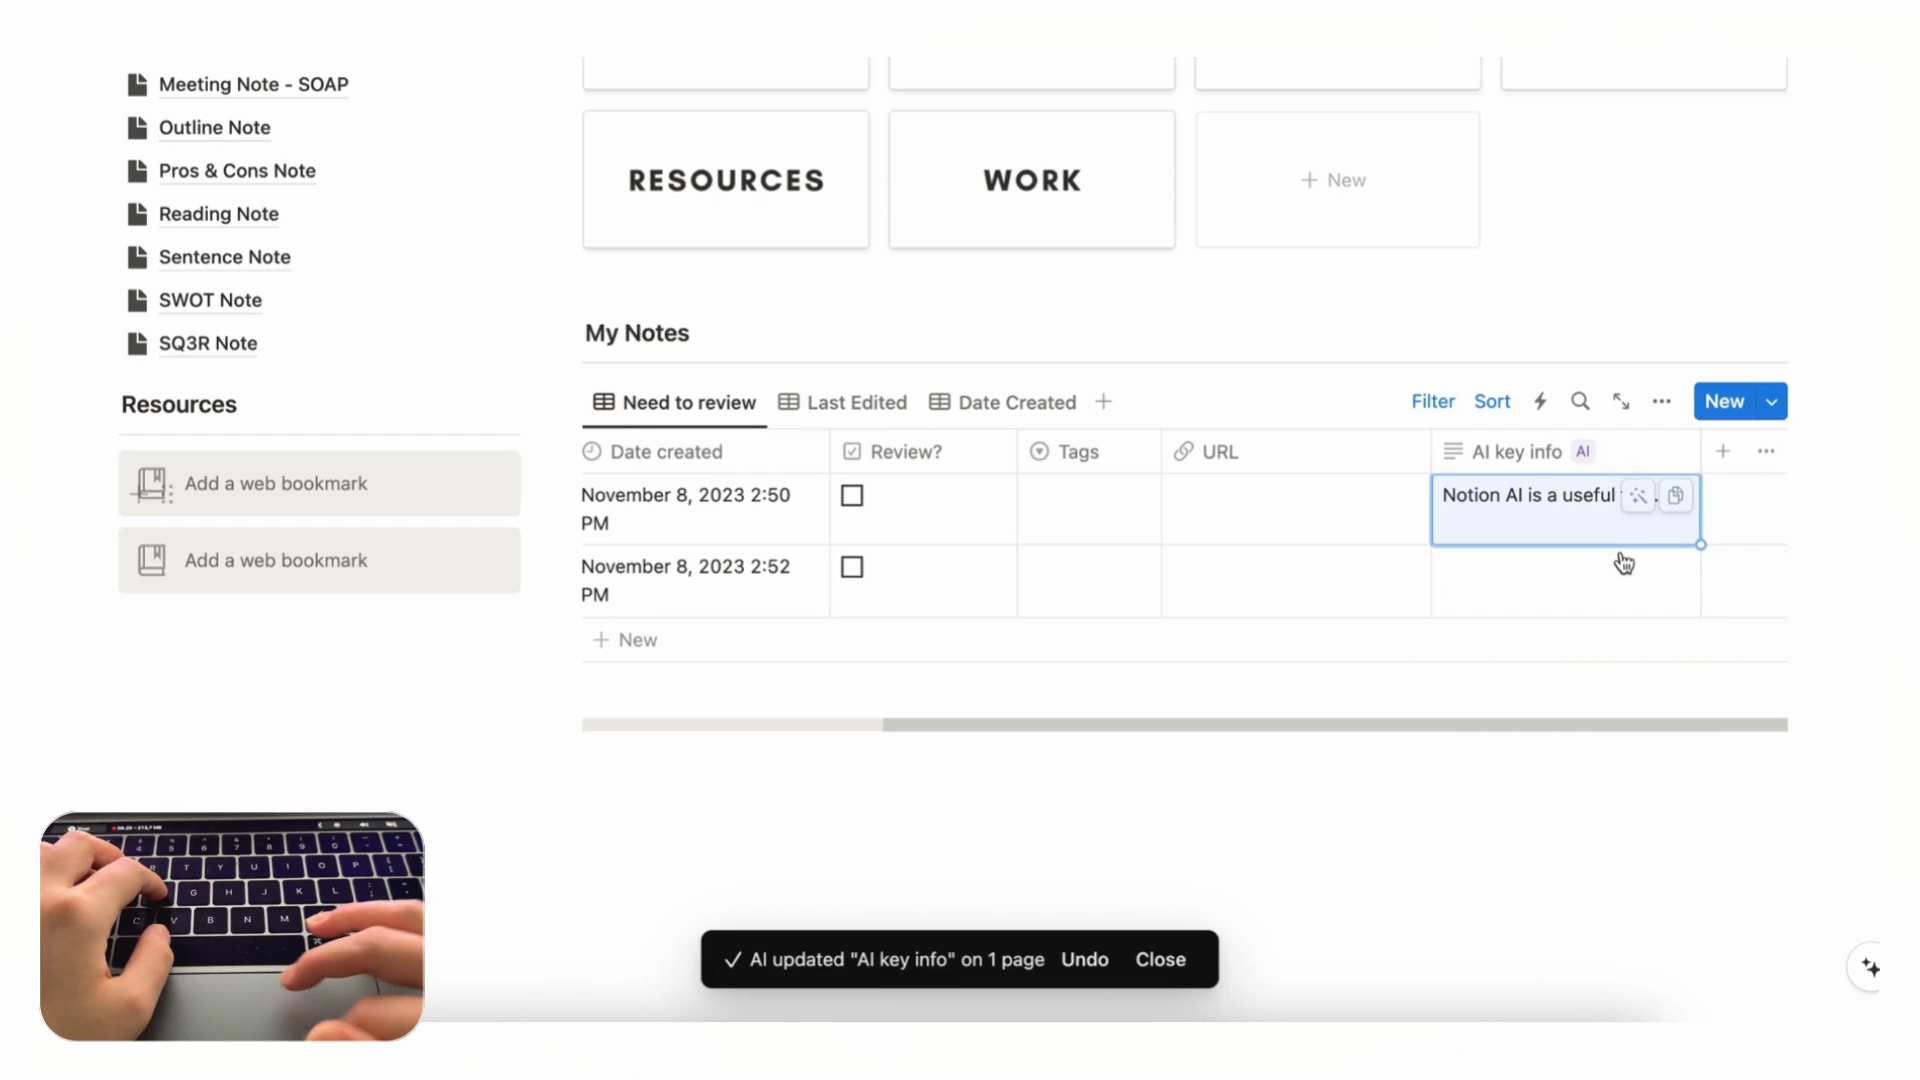 Meeting Note - SOAP
Outline Note
Pros & Cons Note
Reading Note
Sentence Note
SWOT Note
SQ3R Note
Resources
Add a web bookmark
Add a web bookmark
RESOURCES
WORK
+ New
My Notes
Need to review
Last Edited
Date Created
Filter
Sort
New
Date created
Review?
Tags
URL
AI key info AI
November 8, 2023 2:50
PM
Notion AI is a useful
November 8, 2023 2:52
PM
+ New
AI updated "AI key info" on 1 page Undo Close
R T Y U I O P
G H J K L
C V B N M